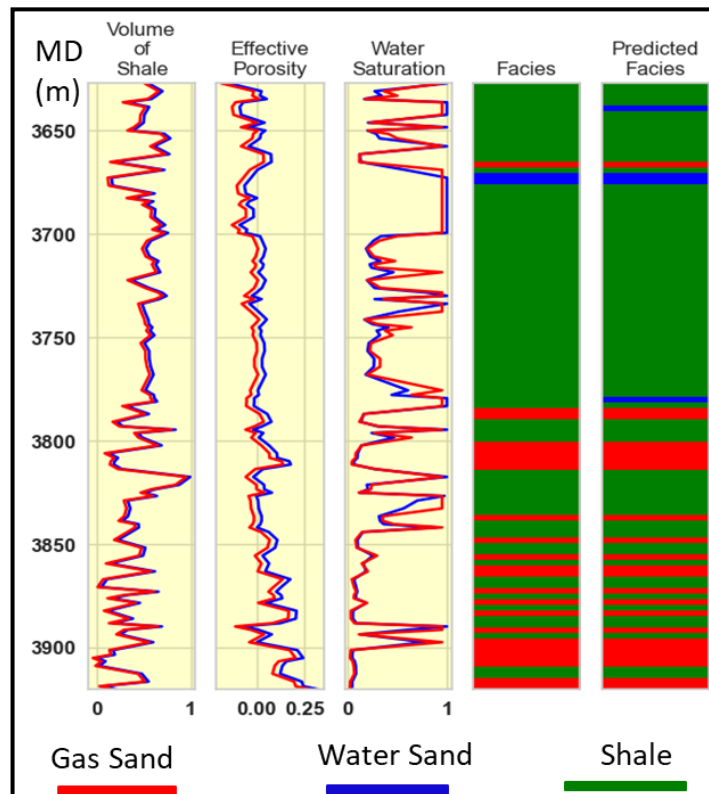 MD
(m)
Volume
of
Shale
Effective
Porosity
Water
Saturation
Facies
Predicted
Facies
3650
3700
3750
3800
3850
3900
0 1
0.00 0.25
0 1
Gas Sand
Water Sand
Shale